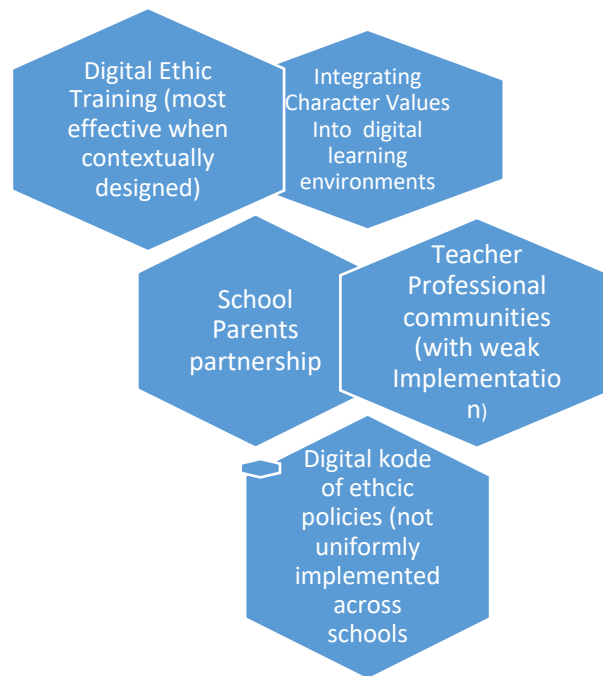 Digital Ethic
Training (most
effective when
contextually
designed)
Integrating
Character Values
Into digital
learning
environments
School
Parents
partnership
Teacher
Professional
communities
(with weak
Implementatio
n)
Digital kode
of ethcic
policies (not
uniformly
implemented
across
schools